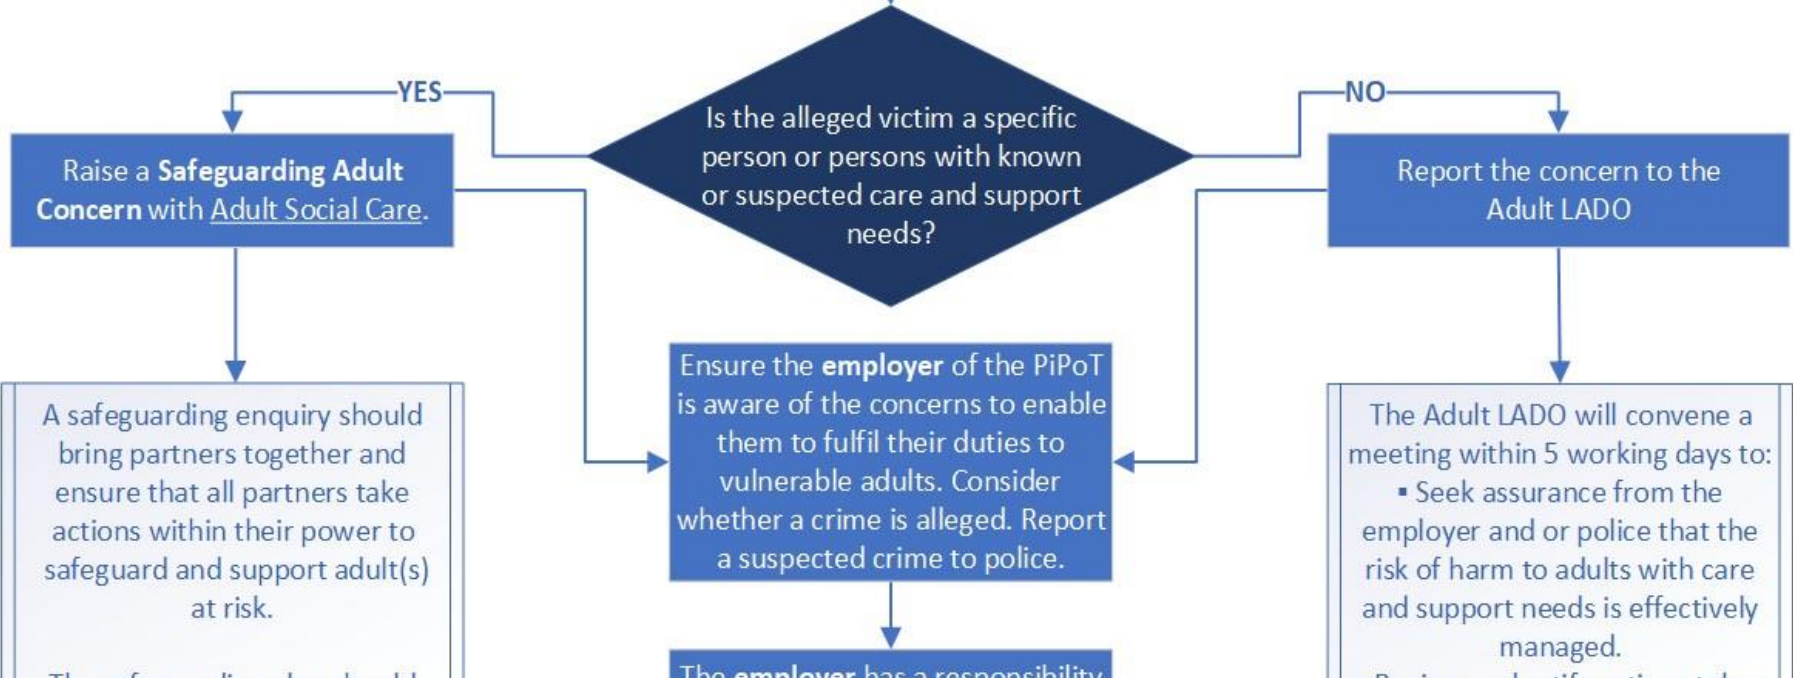 YES
NO
Is the alleged victim a specific
person or persons with known
or suspected care and support
needs?
Raise a Safeguarding Adult
Concern with Adult Social Care.
Report the concern to the
Adult LADO
Ensure the employer of the PiPoT
is aware of the concerns to enable
them to fulfil their duties to
vulnerable adults. Consider
whether a crime is alleged. Report
a suspected crime to police.
A safeguarding enquiry should
bring partners together and
ensure that all partners take
actions within their power to
safeguard and support adult(s)
at risk.
The Adult LADO will convene a
meeting within 5 working days to:
▪ Seek assurance from the
employer and or police that the
risk of harm to adults with care
and support needs is effectively
managed.
The employer has a responsibility